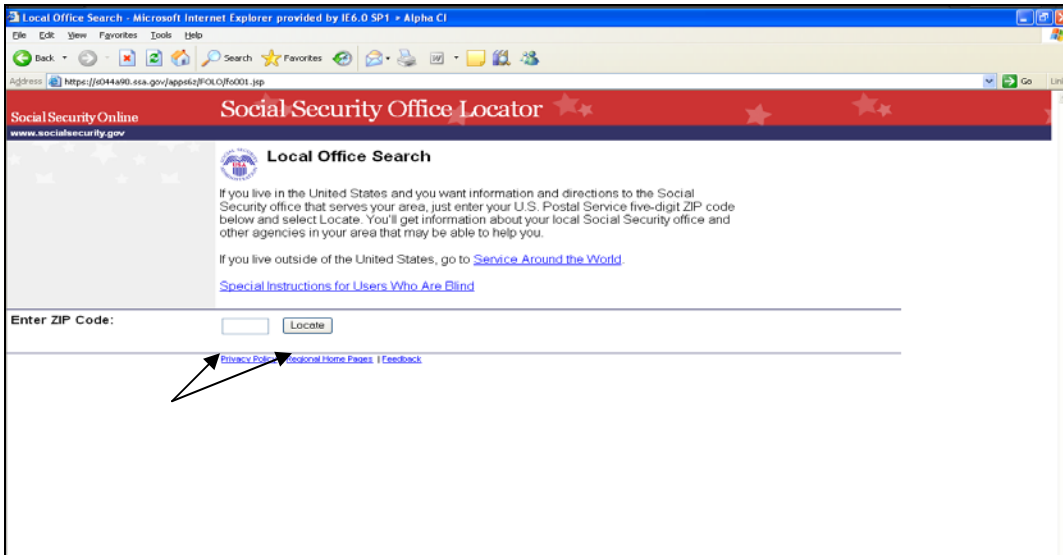 Local Office Search - Microsoft Internet Explorer provided by IE6.0 SP1 > Alpha CI
File Edit View Favorites Tools Help
Back Search Favorites
Address https://s044a90.ssa.gov/apps6z/FOLO/fo001.jsp Go Lin
Social Security Online Social Security Office Locator
www.socialsecurity.gov
Local Office Search
If you live in the United States and you want information and directions to the Social
Security office that serves your area, just enter your U.S. Postal Service five-digit ZIP code
below and select Locate. You'll get information about your local Social Security office and
other agencies in your area that may be able to help you.
If you live outside of the United States, go to Service Around the World.
Special Instructions for Users Who Are Blind
Enter ZIP Code: Locate
Privacy Policy | Regional Home Pages | Feedback